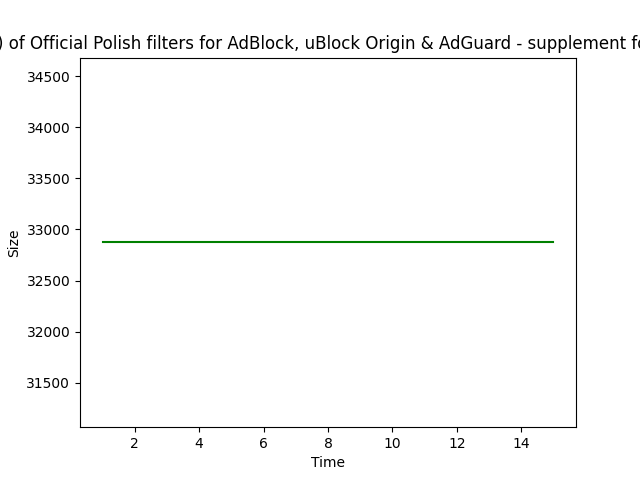 ) of Official Polish filters for AdBlock, uBlock Origin & AdGuard - supplement
34500
34000
33500
33000
32500
32000
31500
Size
2 4 6 8 10 12 14
Time